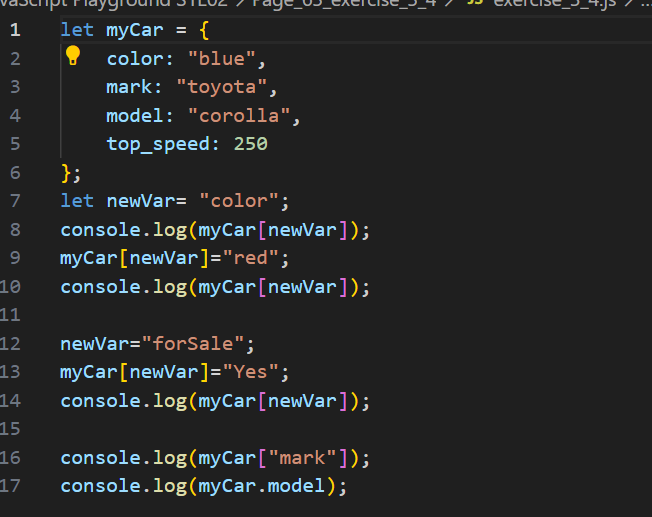 vaScript Playground STE02 > Page_65_exercise_3_4 > JS exercise_3_4.js > ...
1 let myCar = {
2     color: "blue",
3     mark: "toyota",
4     model: "corolla",
5     top_speed: 250
6 };
7 let newVar= "color";
8 console.log(myCar[newVar]);
9 myCar[newVar]="red";
10 console.log(myCar[newVar]);
11
12 newVar="forSale";
13 myCar[newVar]="Yes";
14 console.log(myCar[newVar]);
15
16 console.log(myCar["mark"]);
17 console.log(myCar.model);